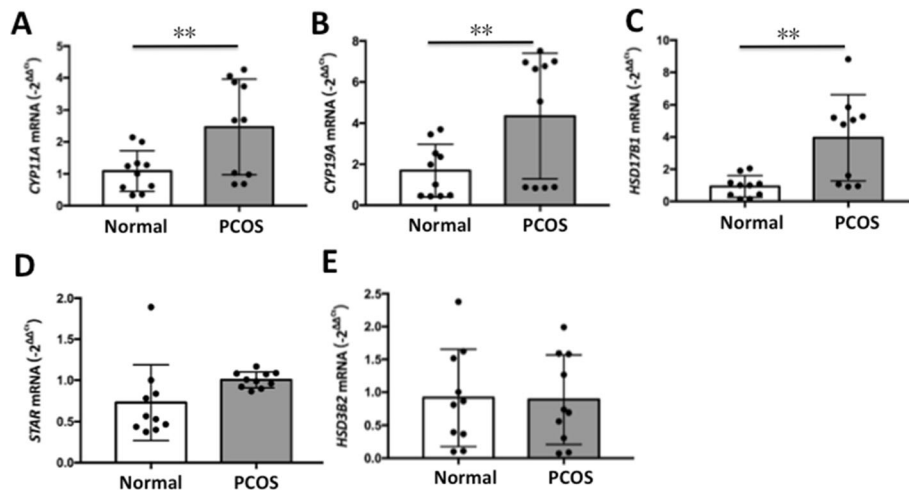 A
CYP11A mRNA (-2^ΔΔCt)
**
5
4
3
2
1
0
Normal PCOS
B
CYP19A mRNA (-2^ΔΔCt)
**
8
6
4
2
0
Normal PCOS
C
HSD17B1 mRNA (-2^ΔΔCt)
**
10
8
6
4
2
0
Normal PCOS
D
STAR mRNA (-2^ΔΔCt)
2.0
1.5
1.0
0.5
0.0
Normal PCOS
E
HSD3B2 mRNA (-2^ΔΔCt)
2.5
2.0
1.5
1.0
0.5
0.0
Normal PCOS